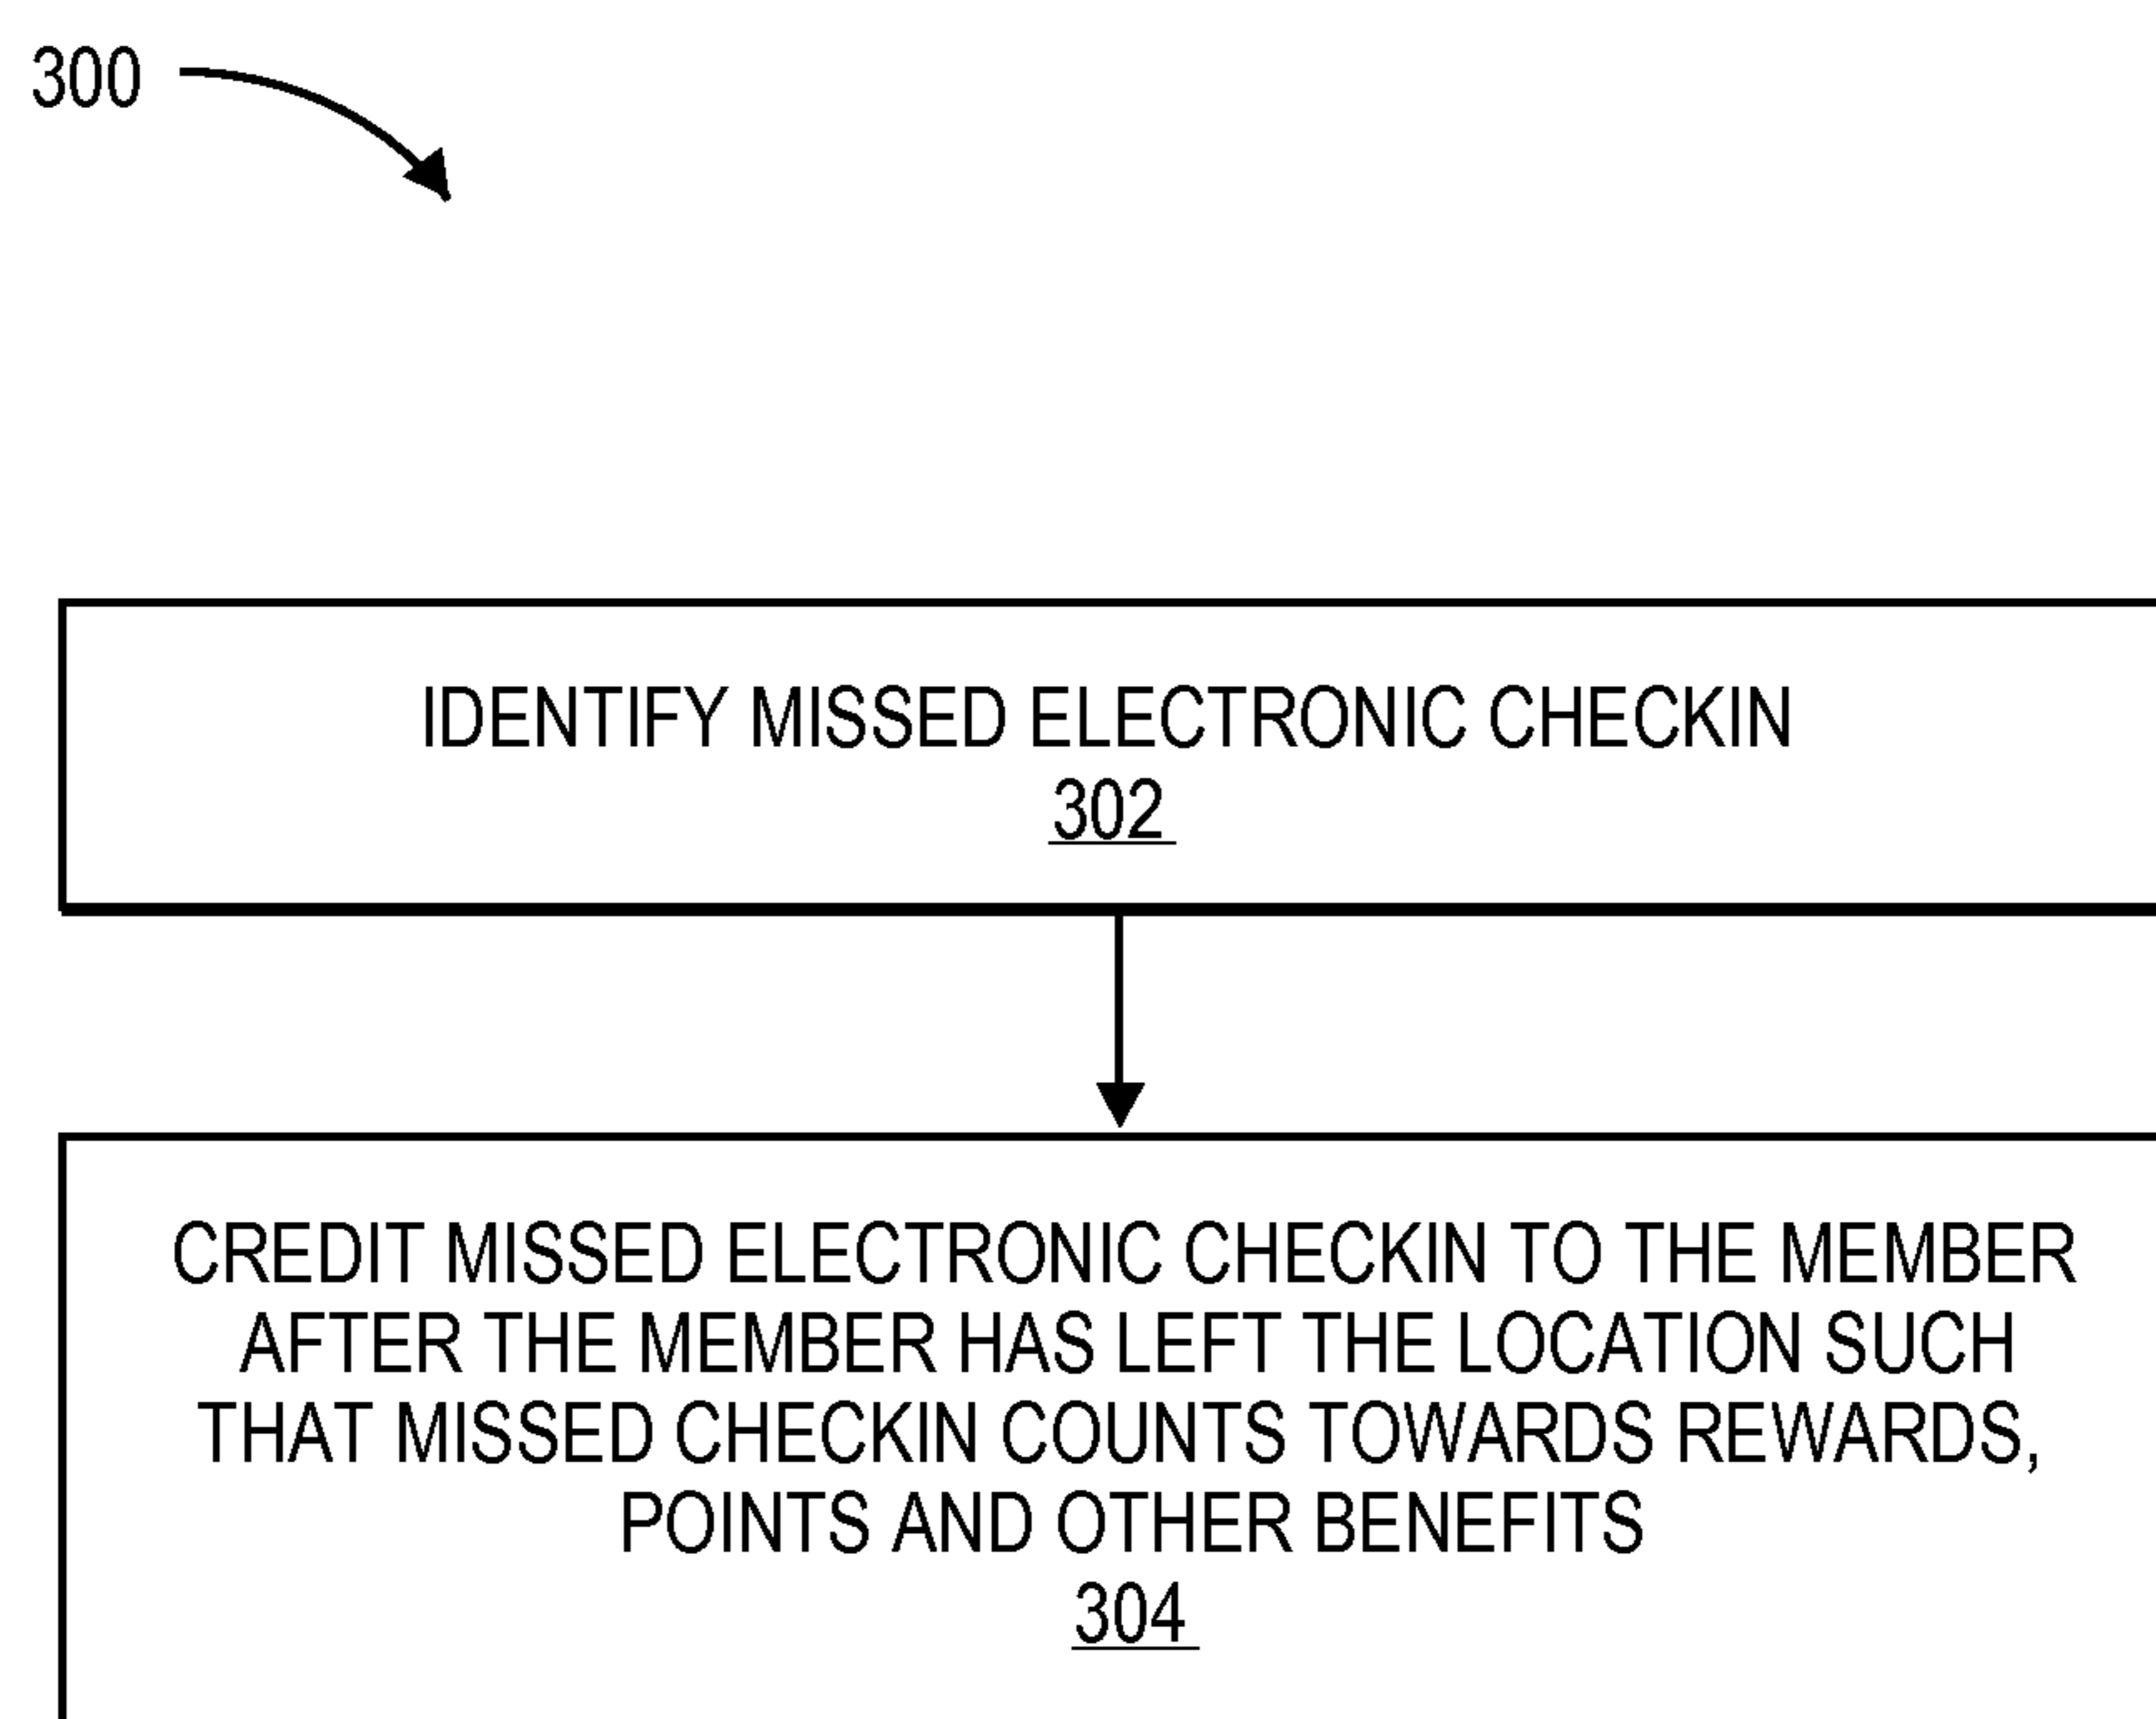 300
IDENTIFY MISSED ELECTRONIC CHECKIN
302
CREDIT MISSED ELECTRONIC CHECKIN TO THE MEMBER
AFTER THE MEMBER HAS LEFT THE LOCATION SUCH
THAT MISSED CHECKIN COUNTS TOWARDS REWARDS,
POINTS AND OTHER BENEFITS
304